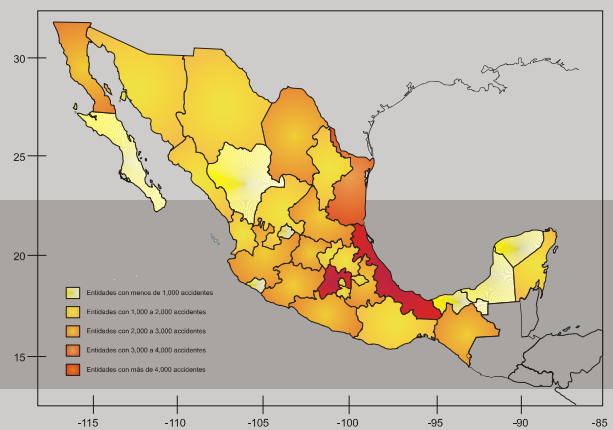 30
25
20
15
Entidades con menos de 1,000 accidentes
Entidades con 1,000 a 2,000 accidentes
Entidades con 2,000 a 3,000 accidentes
Entidades con 3,000 a 4,000 accidentes
Entidades con más de 4,000 accidentes
-115 -110 -105 -100 -95 -90 -85